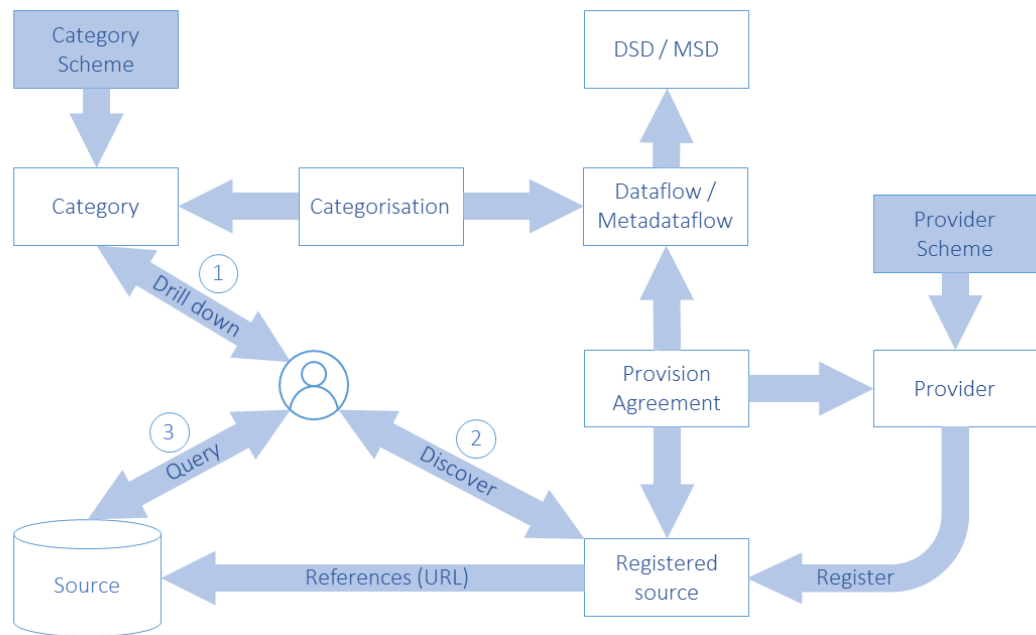 Category
Scheme
DSD / MSD
Category
Categorisation
Dataflow /
Metadataflow
Provider
Scheme
1
Drill down
Provision
Agreement
Provider
3
Query
2
Discover
Source
References (URL)
Registered
source
Register